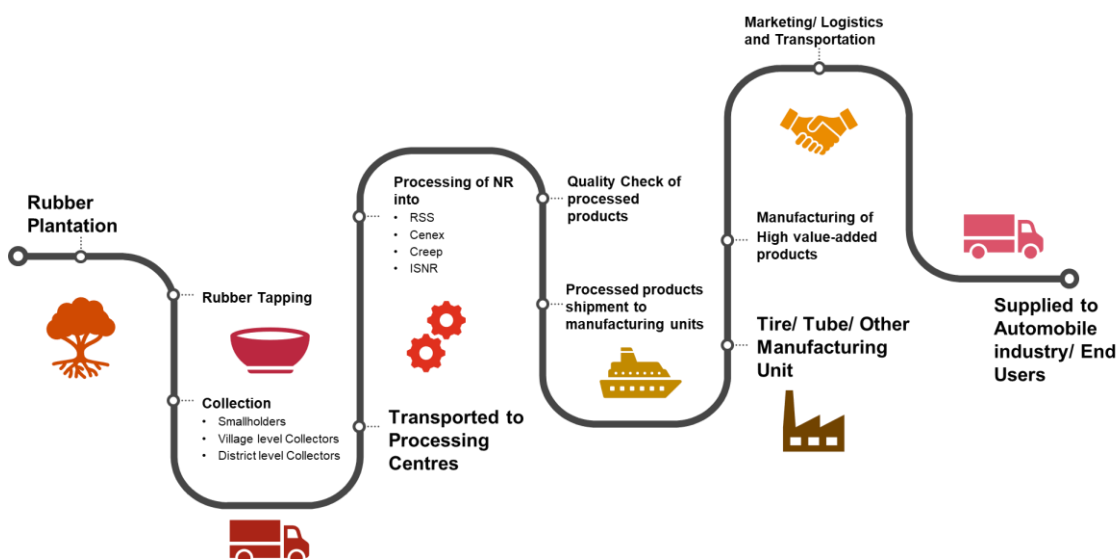 Rubber
Plantation
Rubber Tapping
Collection
• Smallholders
• Village level Collectors
• District level Collectors
Transported to
Processing
Centres
Processing of NR
into
• RSS
• Cenex
• Creep
• ISNR
Quality Check of
processed
products
Processed products
shipment to
manufacturing units
Tire/ Tube/ Other
Manufacturing
Unit
Manufacturing of
High value-added
products
Marketing/ Logistics
and Transportation
Supplied to
Automobile
industry/ End
Users